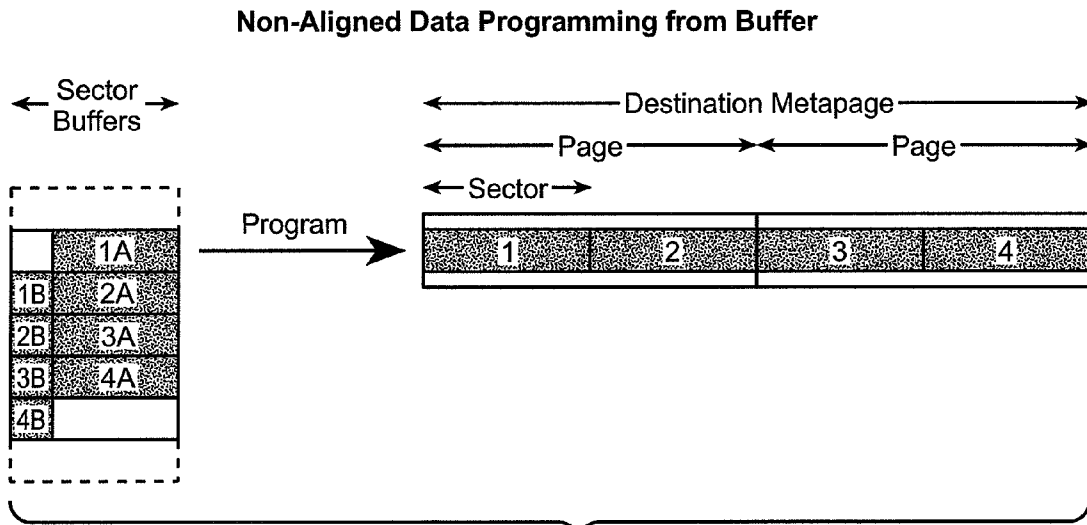 Non-Aligned Data Programming from Buffer
Sector
Buffers
Destination Metapage
Page Page
Sector
Program
1A
1B 2A
2B 3A
3B 4A
4B
1 2 3 4